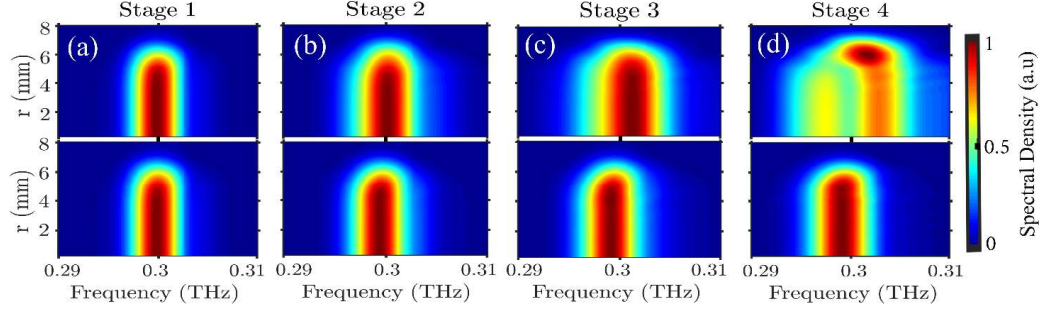 Stage 1
Stage 2
Stage 3
Stage 4
8
6
4
2
r (mm)
(a)
(b)
(c)
(d)
8
6
4
2
r (mm)
0.29
0.3
0.31
0.29
0.3
0.31
0.29
0.3
0.31
0.29
0.3
0.31
Frequency (THz)
Frequency (THz)
Frequency (THz)
Frequency (THz)
1
0.5
0
Spectral Density (a.u)